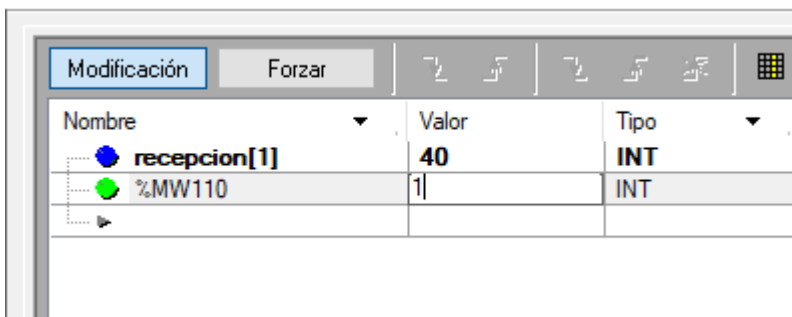 Modificación Forzar
Nombre Valor Tipo
recepcion[1] 40 INT
%MW110 1 INT